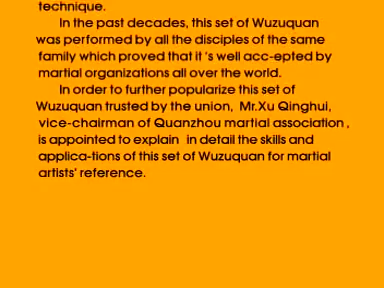 technique.
In the past decades, this set of Wuzuquan
was performed by all the disciples of the same
family which proved that it 's well acc-epted by
martial organizations all over the world.
In order to further popularize this set of
Wuzuquan trusted by the union, Mr.Xu Qinghui,
vice-chairman of Quanzhou martial association ,
is appointed to explain in detail the skills and
applica-tions of this set of Wuzuquan for martial
artists' reference.